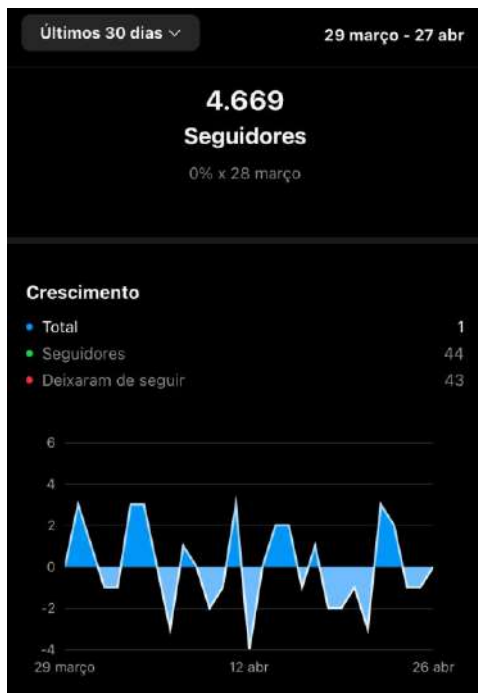 Últimos 30 dias
29 março - 27 abr
4.669
Seguidores
0% x 28 março
Crescimento
Total 1
Seguidores 44
Deixaram de seguir 43
6
4
2
0
-2
-4
29 março 12 abr 26 abr